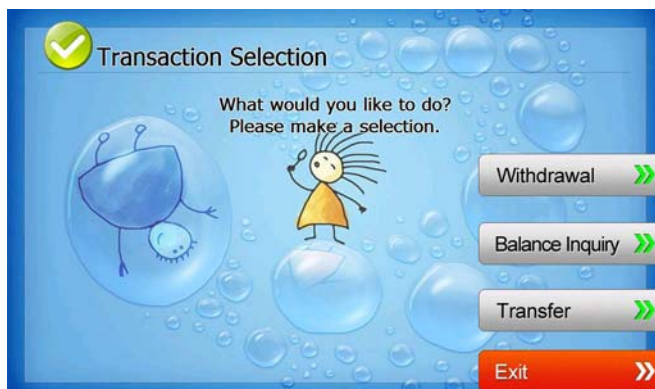 Transaction Selection
What would you like to do?
Please make a selection.
Withdrawal
Balance Inquiry
Transfer
Exit